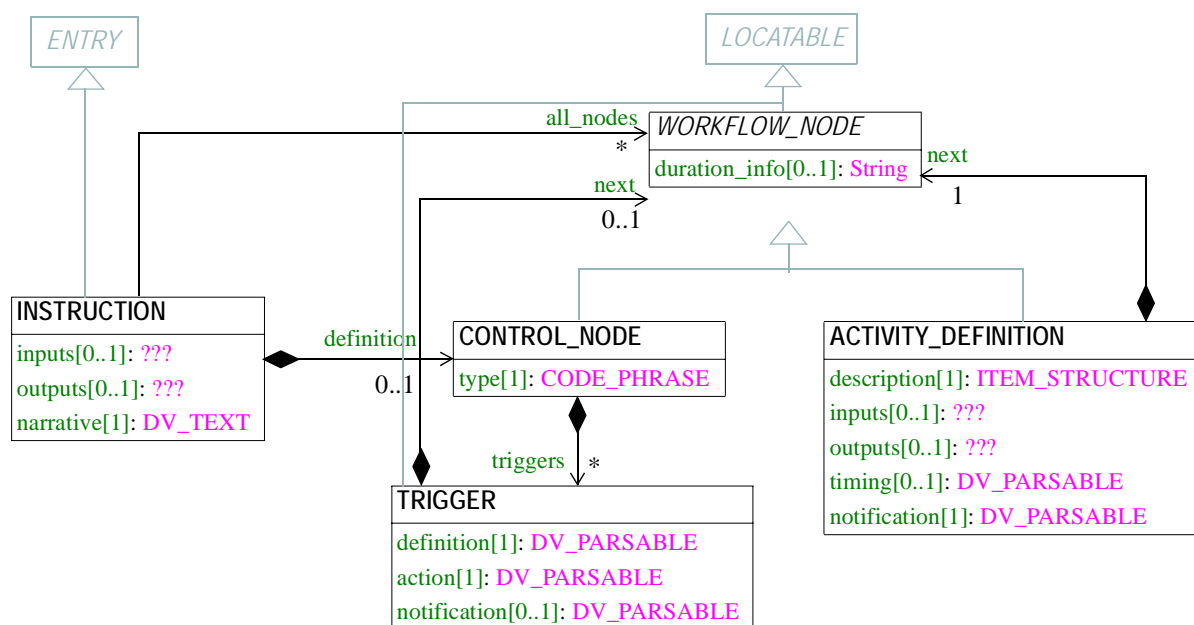 ENTRY
LOCATABLE
all_nodes
*
WORKFLOW_NODE
duration_info[0..1]: String
next
1
next
0..1
INSTRUCTION
inputs[0..1]: ???
outputs[0..1]: ???
narrative[1]: DV_TEXT
definition
0..1
CONTROL_NODE
type[1]: CODE_PHRASE
ACTIVITY_DEFINITION
description[1]: ITEM_STRUCTURE
inputs[0..1]: ???
outputs[0..1]: ???
timing[0..1]: DV_PARSABLE
notification[1]: DV_PARSABLE
triggers
*
TRIGGER
definition[1]: DV_PARSABLE
action[1]: DV_PARSABLE
notification[0..1]: DV_PARSABLE